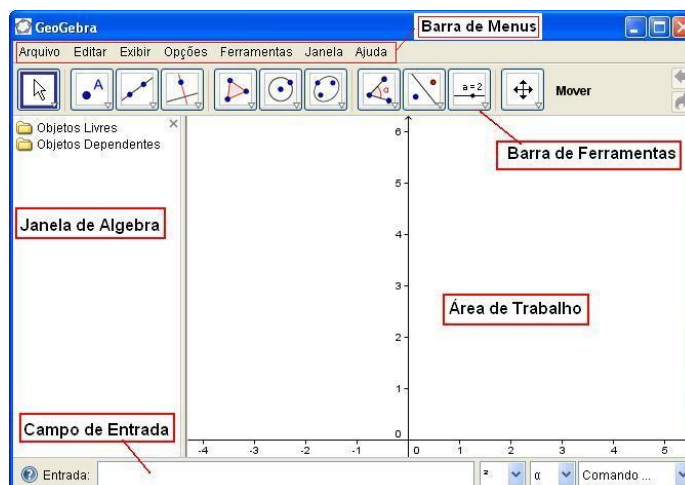 GeoGebra
Barra de Menus
Arquivo Editar Exibir Opções Ferramentas Janela Ajuda
A α a=2 Mover
Objetos Livres
Objetos Dependentes
Barra de Ferramentas
Janela de Algebra
Área de Trabalho
Campo de Entrada
6
5
4
3
2
1
0
-4 -3 -2 -1 0 1 2 3 4 5
Entrada: ² α Comando ...